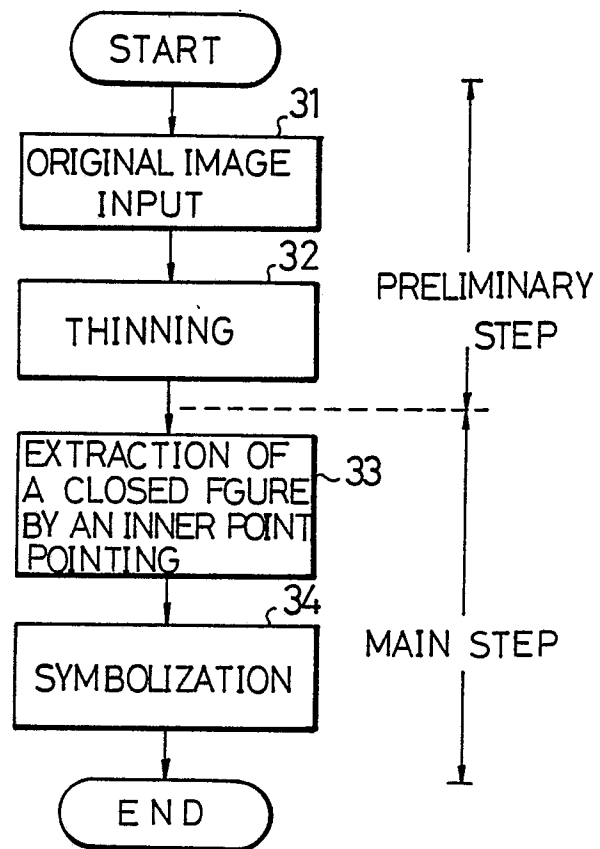 START
31
ORIGINAL IMAGE
INPUT
32
THINNING
PRELIMINARY
STEP
EXTRACTION OF
A CLOSED FGURE
BY AN INNER POINT
POINTING
33
34
SYMBOLIZATION
MAIN STEP
END